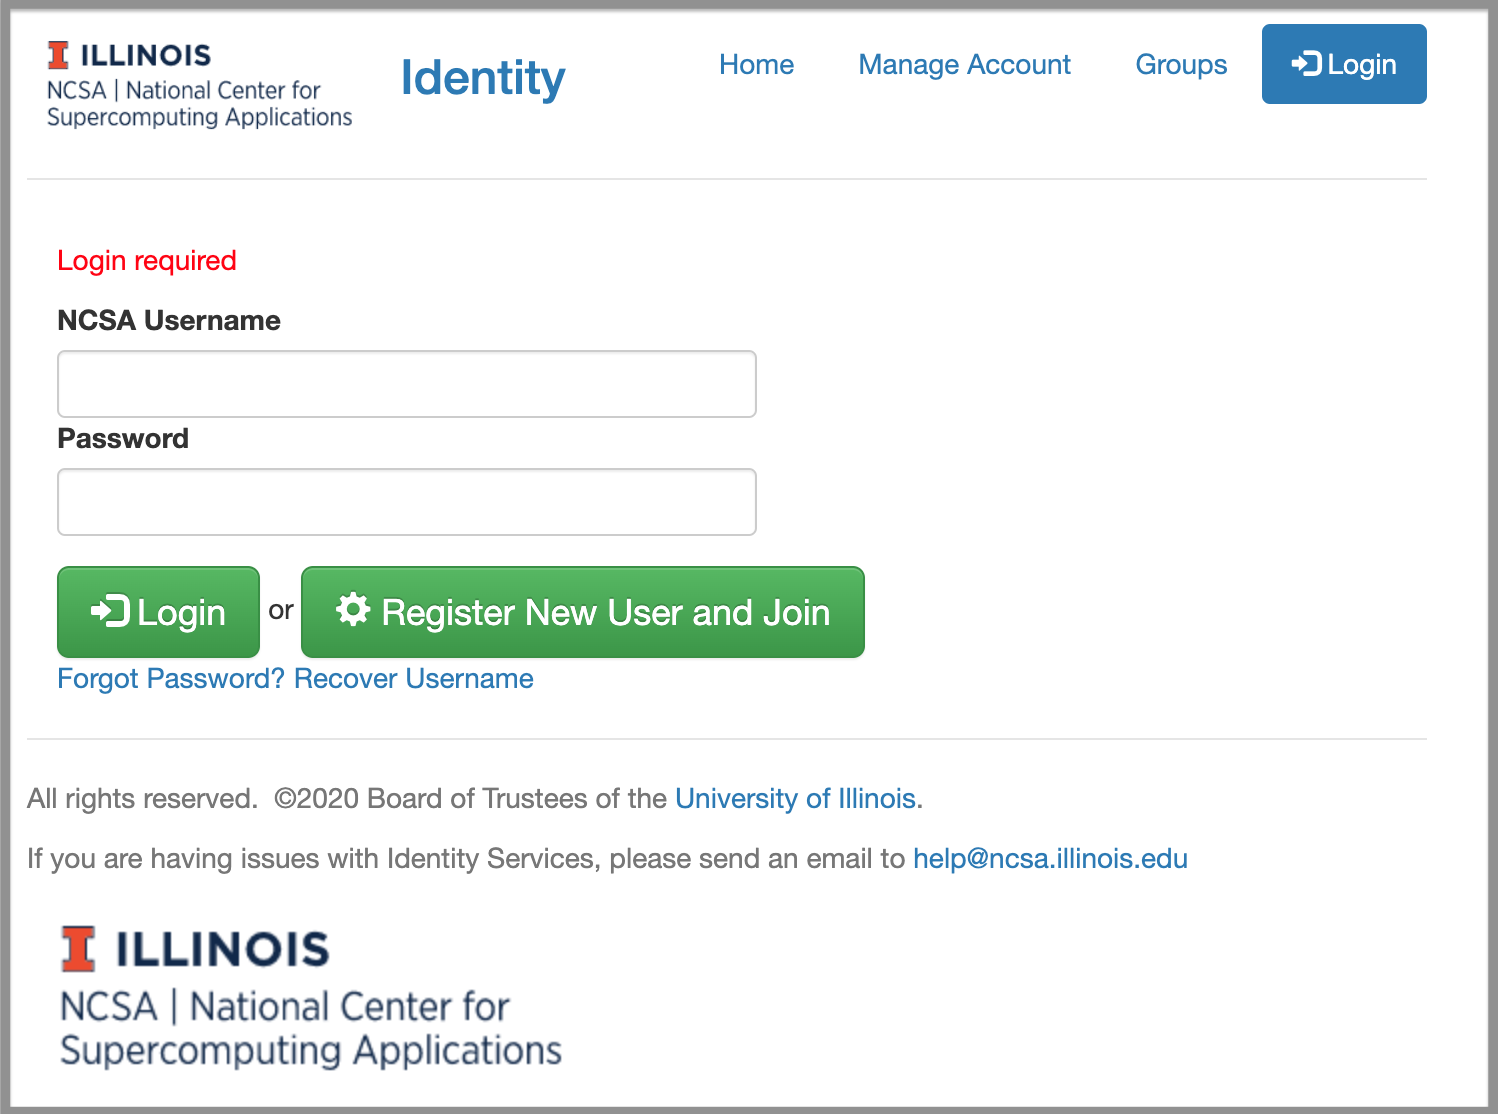 ILLINOIS
NCSA | National Center for
Supercomputing Applications
Identity
Home
Manage Account
Groups
Login
Login required
NCSA Username
Password
Login or Register New User and Join
Forgot Password? Recover Username
All rights reserved. ©2020 Board of Trustees of the University of Illinois.
If you are having issues with Identity Services, please send an email to help@ncsa.illinois.edu
I ILLINOIS
NCSA | National Center for
Supercomputing Applications